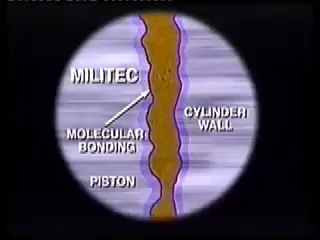 MILITEC
CYLINDER
WALL
MOLECULAR
BONDING
PISTON